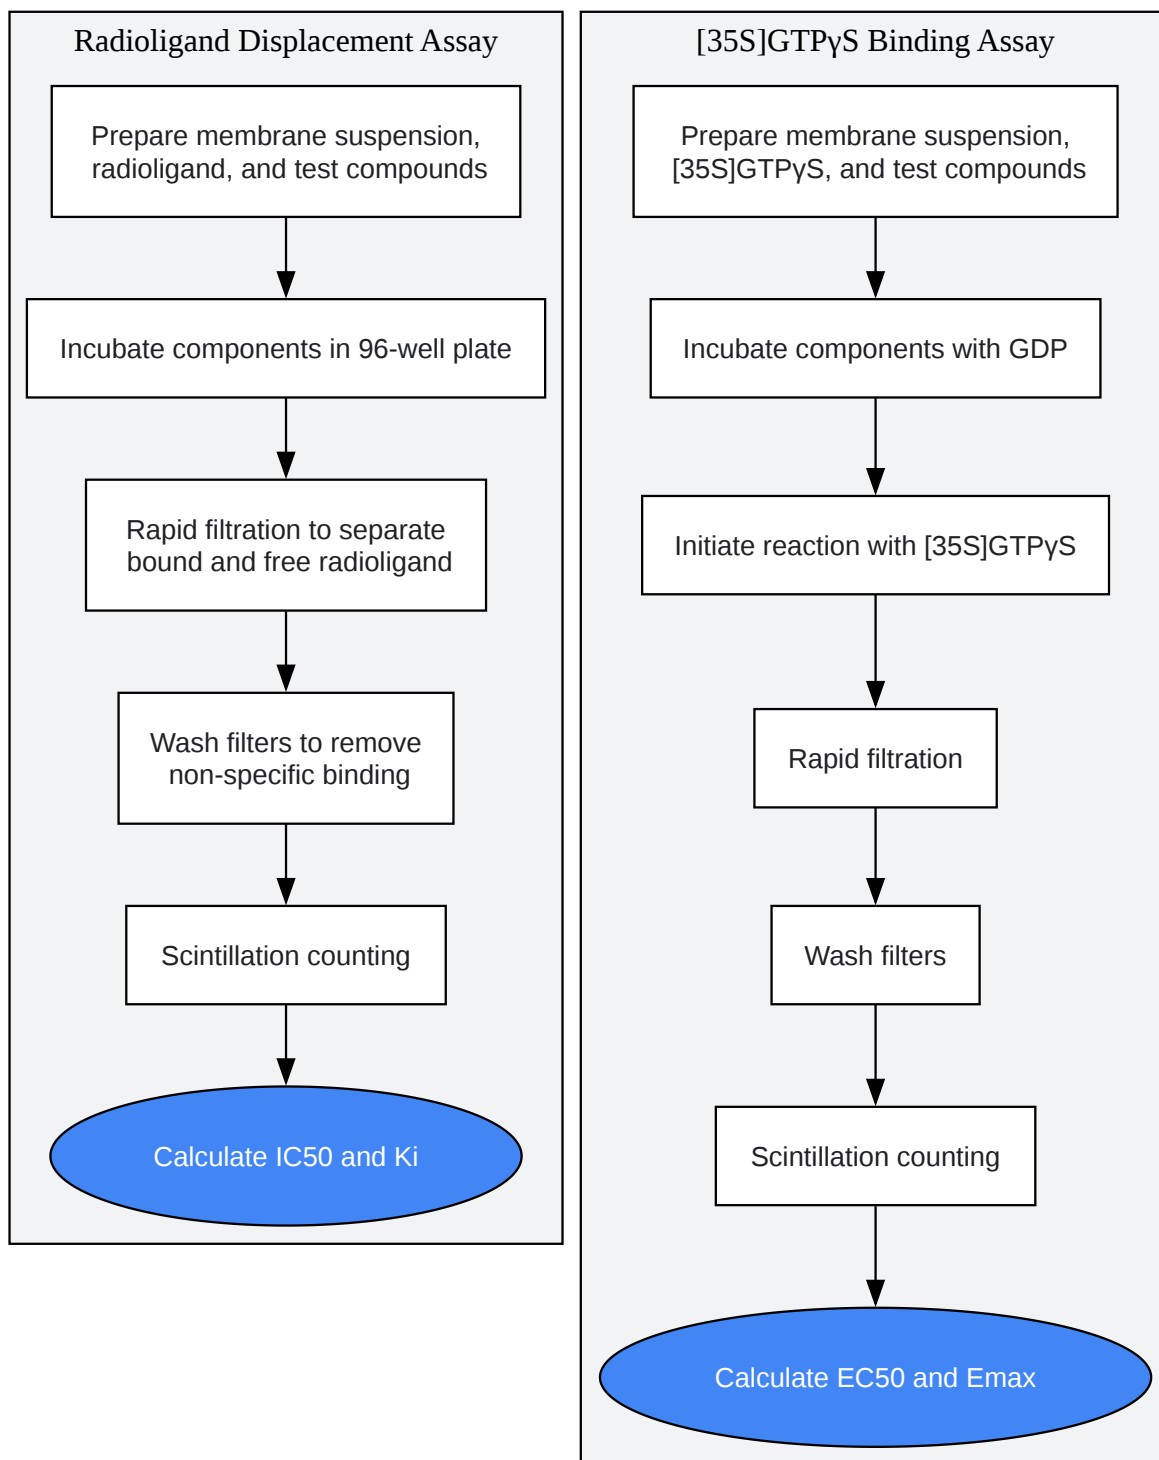 Radioligand Displacement Assay
Prepare membrane suspension,
radioligand, and test compounds
Incubate components in 96-well plate
Rapid filtration to separate
bound and free radioligand
Wash filters to remove
non-specific binding
Scintillation counting
Calculate IC50 and Ki
[35S]GTPγS Binding Assay
Prepare membrane suspension,
[35S]GTPγS, and test compounds
Incubate components with GDP
Initiate reaction with [35S]GTPγS
Rapid filtration
Wash filters
Scintillation counting
Calculate EC50 and Emax